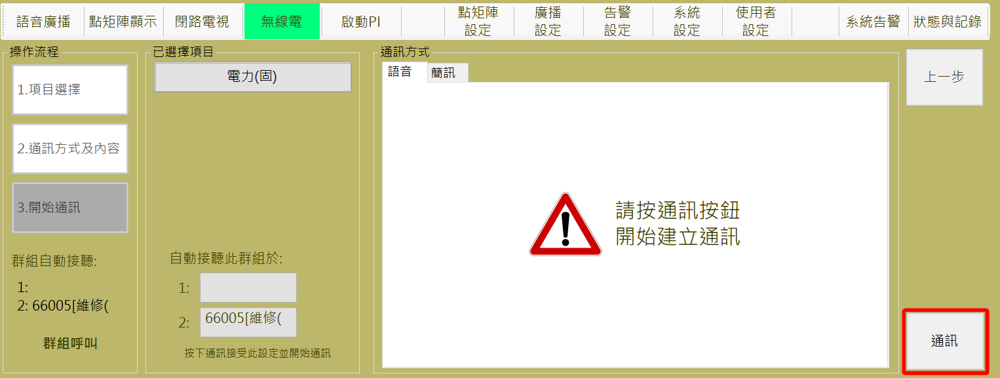 語音廣播
點矩陣顯示
閉路電視
無線電
啟動PI
點矩陣
設定
廣播
設定
告警
設定
系統
設定
使用者
設定
系統告警
狀態與記錄
操作流程
1.項目選擇
2.通訊方式及內容
3.開始通訊
群組自動接聽:
1:
2: 66005[維修(
群組呼叫
已選擇項目
電力(固)
自動接聽此群組於:
1:
2:
66005[維修(
按下通訊接受此設定並開始通訊
通訊方式
語音
簡訊
請按通訊按鈕
開始建立通訊
上一步
通訊